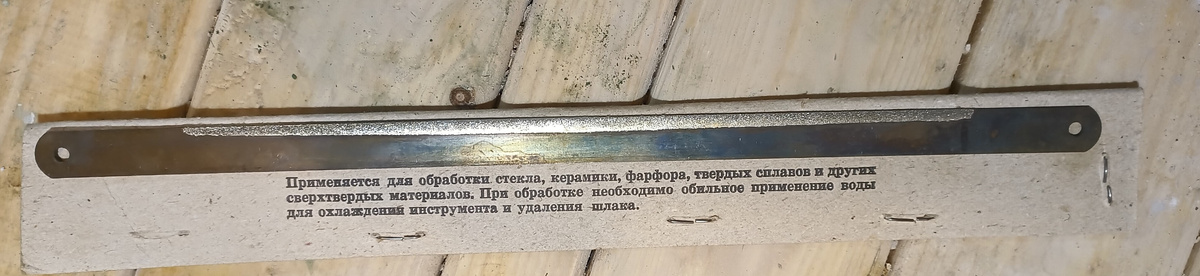 Применяется для обработки стекла, керамики, фарфора, твердых сплавов и других
сверхтвердых материалов. При обработке необходимо обильное применение воды
для охлаждения инструмента и удаления шлака.